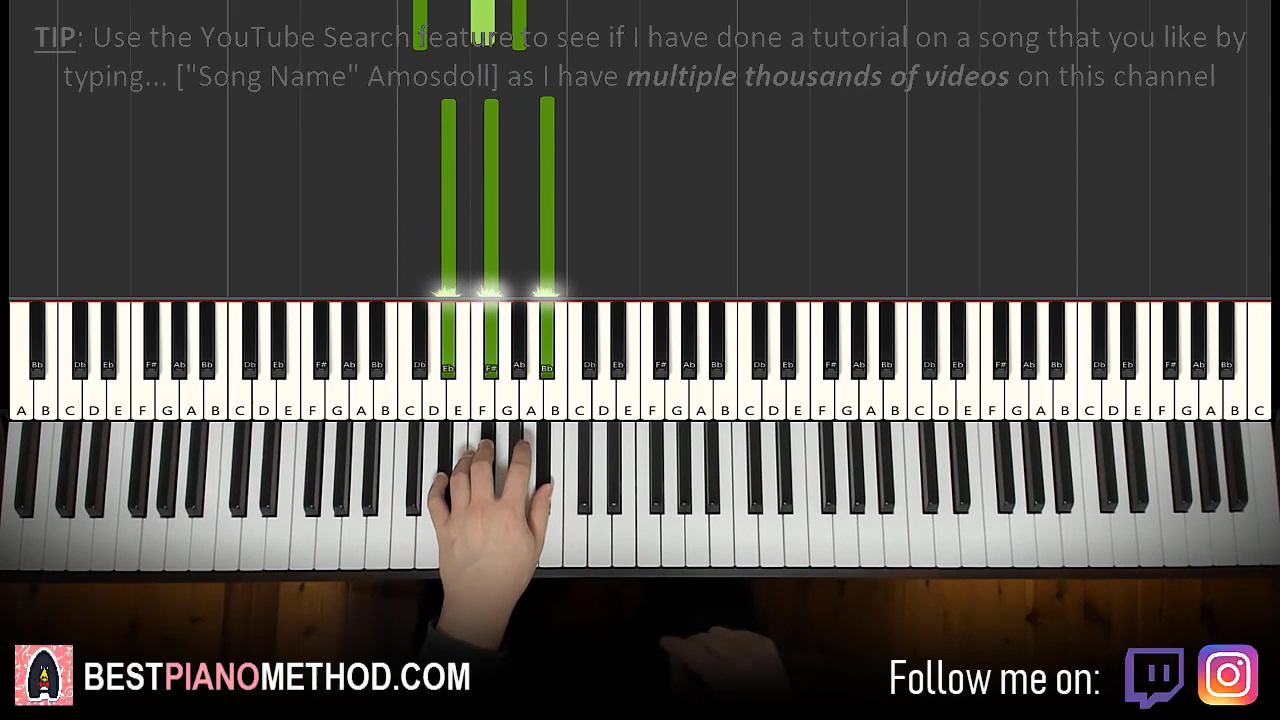 TIP: Use the YouTube Search feature to see if I have done a tutorial on a song that you like by
typing... ["Song Name" Amosdoll] as I have multiple thousands of videos on this channel
Bb Db Eb F# Ab Bb Db Eb F# Ab Bb Db Eb F# Ab Bb Db Eb F# Ab Bb Db Eb F# Ab Bb Db Eb F# Ab Bb Db Eb F# Ab Bb
A B C D E F G A B C D E F G A B C D E F G A B C D E F G A B C D E F G A B C D E F G A B C D E F G A B C
BESTPIANOMETHOD.COM
Follow me on: